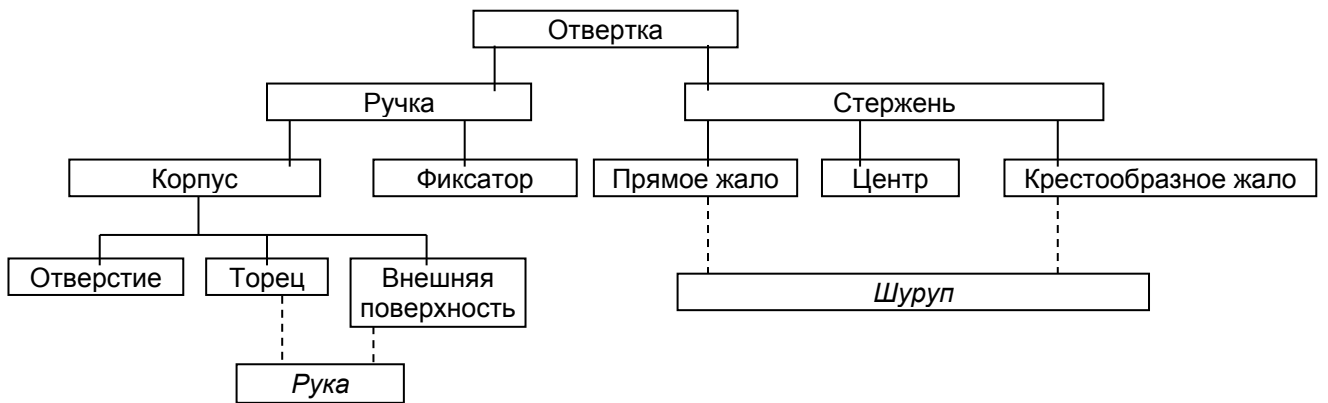 Отвертка
Ручка
Стержень
Корпус
Фиксатор
Прямое жало
Центр
Крестообразное жало
Отверстие
Торец
Внешняя
поверхность
Шуруп
Рука